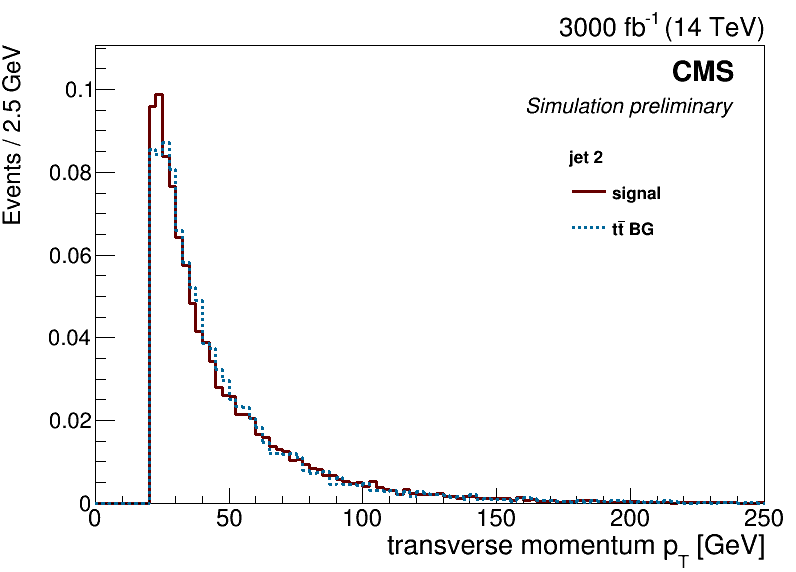 3000 fb⁻¹ (14 TeV)
Events / 2.5 GeV
CMS
Simulation preliminary
jet 2
signal
tt̄ BG
0.1
0.08
0.06
0.04
0.02
0
0 50 100 150 200 250
transverse momentum p_T [GeV]